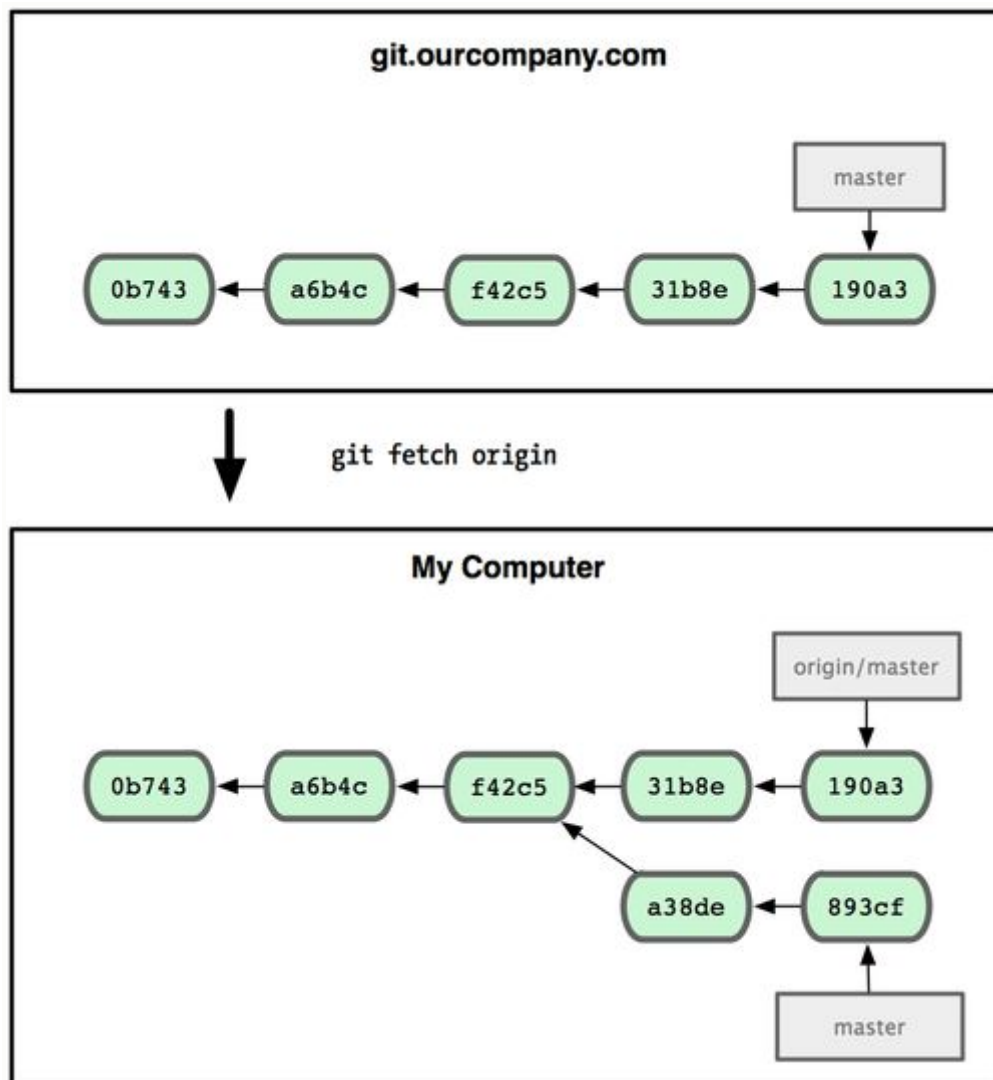 git.ourcompany.com
master
0b743 a6b4c f42c5 31b8e 190a3
git fetch origin
My Computer
origin/master
0b743 a6b4c f42c5 31b8e 190a3
a38de 893cf
master